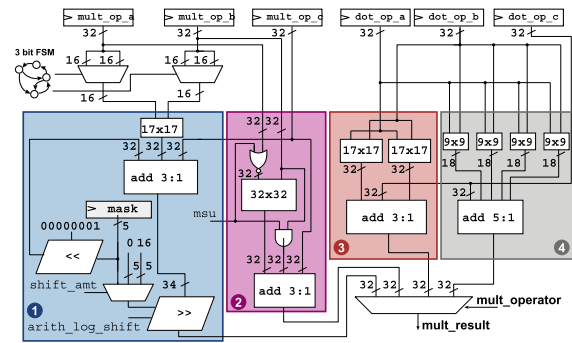 > mult_op_a > mult_op_b > mult_op_c > dot_op_a > dot_op_b > dot_op_c
32 32 32 32 32 32
3 bit FSM
16 16 16 16
16 16
17x17
32 32 32
add 3:1
> mask
5
00000001
0 16
<<
5 5
shift_amt
34
>>
arith_log_shift
1
32 32
32
32x32
msu
32 32 32
add 3:1
2
17x17 17x17
32 32
add 3:1
3
9x9 9x9 9x9 9x9
18 18 18 18
32
add 5:1
4
32 32 32 32
mult_operator
mult_result